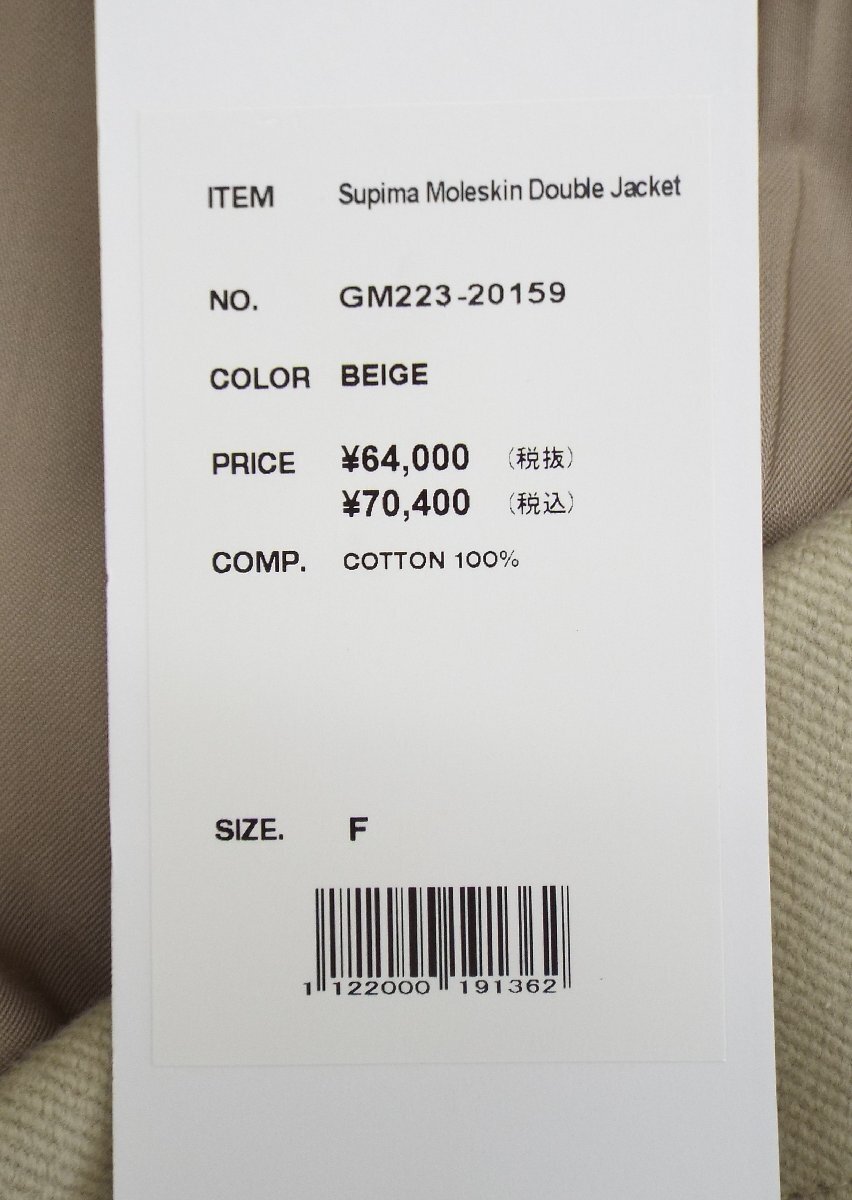 ITEM Supima Moleskin Double Jacket
NO. GM223-20159
COLOR BEIGE
PRICE ¥64,000 (税抜)
¥70,400 (税込)
COMP. COTTON 100%
SIZE. F
1 122000 191362